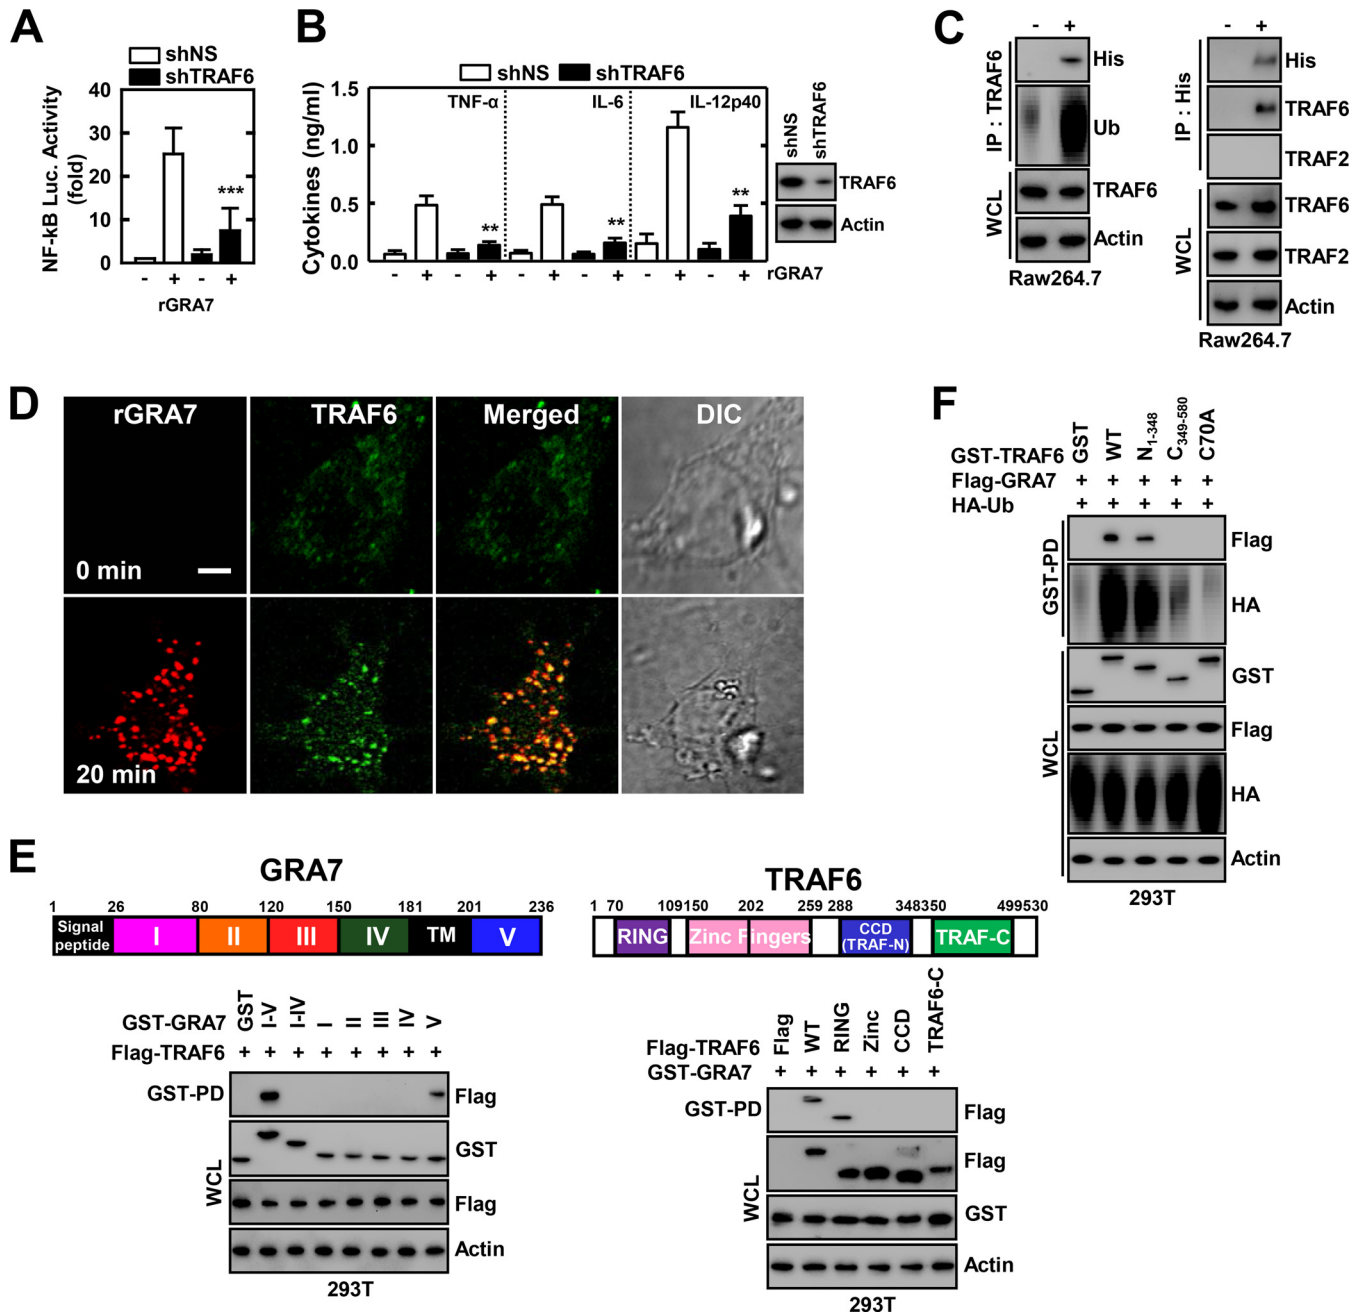 A
shNS
shTRAF6
NF-kB Luc. Activity
(fold)
40
30
20
10
0
***
- + - +
rGRA7
B
shNS shTRAF6
Cytokines (ng/ml)
1.5
1.0
0.5
0.0
TNF-α IL-6 IL-12p40
** ** **
- + - + - + - + - + - + rGRA7
shNS shTRAF6
TRAF6
Actin
C
- +
IP : TRAF6
His
Ub
WCL
TRAF6
Actin
Raw264.7
- +
IP : His
His
TRAF6
TRAF2
WCL
TRAF6
TRAF2
Actin
Raw264.7
D
rGRA7 TRAF6 Merged DIC
0 min
20 min
E
GRA7
1 26 80 120 150 181 201 236
Signal peptide I II III IV TM V
GST-GRA7 GST I-V I-IV I II III IV V
Flag-TRAF6 + + + + + + + +
GST-PD Flag
WCL
GST
Flag
Actin
293T
TRAF6
1 70 109 150 202 259 288 348 350 499 530
RING Zinc Fingers CCD (TRAF-N) TRAF-C
Flag-TRAF6 Flag WT RING Zinc CCD TRAF6-C
GST-GRA7 + + + + + +
GST-PD Flag
WCL
Flag
GST
Actin
293T
F
GST-TRAF6 GST WT N1-348 C349-580 C70A
Flag-GRA7 + + + + +
HA-Ub + + + + +
GST-PD
Flag
HA
WCL
GST
Flag
HA
Actin
293T